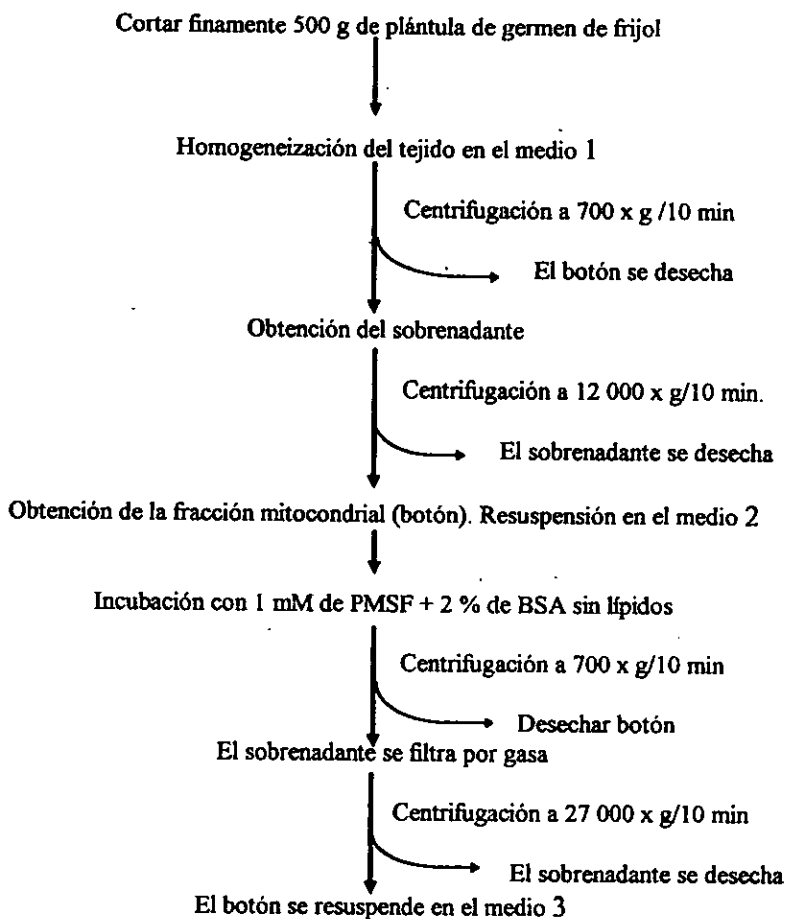 Cortar finamente 500 g de plántula de germen de frijol
Homogeneización del tejido en el medio 1
Centrifugación a 700 x g /10 min
El botón se desecha
Obtención del sobrenadante
Centrifugación a 12 000 x g/10 min.
El sobrenadante se desecha
Obtención de la fracción mitocondrial (botón). Resuspensión en el medio 2
Incubación con 1 mM de PMSF + 2 % de BSA sin lípidos
Centrifugación a 700 x g/10 min
Desechar botón
El sobrenadante se filtra por gasa
Centrifugación a 27 000 x g/10 min
El sobrenadante se desecha
El botón se resuspende en el medio 3